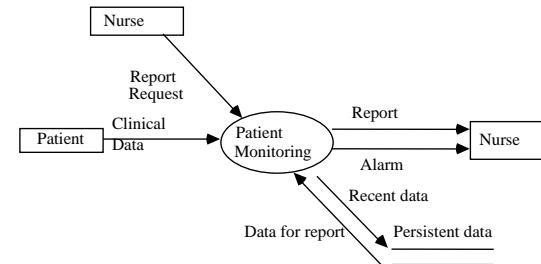 Nurse
Report
Request
Patient
Clinical
Data
Patient
Monitoring
Report
Alarm
Nurse
Recent data
Data for report
Persistent data